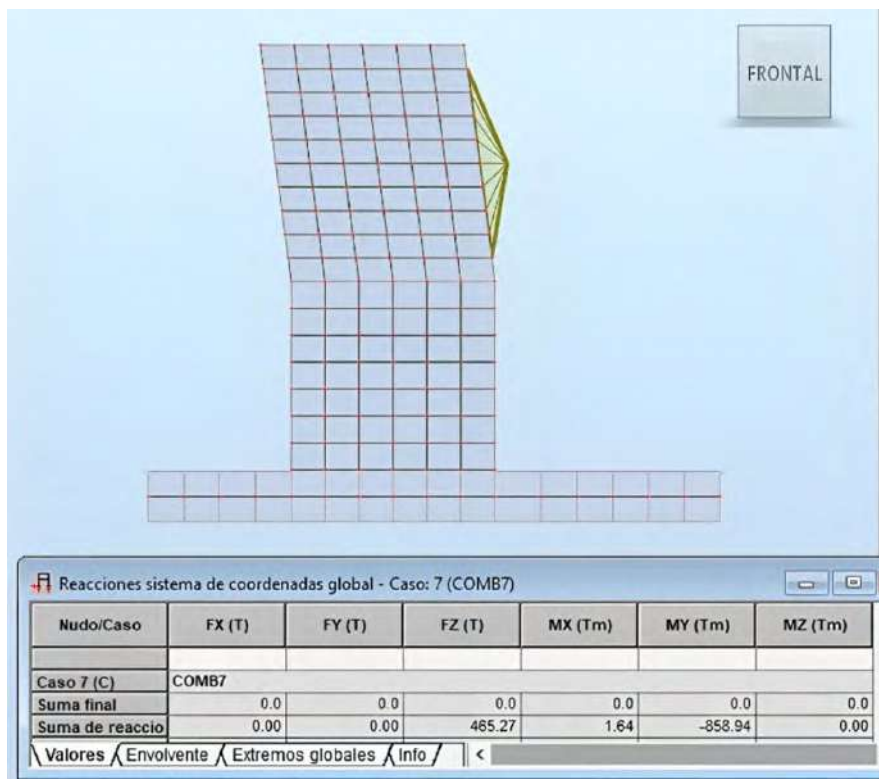 FRONTAL
Reacciones sistema de coordenadas global - Caso: 7 (COMB7)
Nudo/Caso FX (T) FY (T) FZ (T) MX (Tm) MY (Tm) MZ (Tm)
Caso 7 (C) COMB7
Suma final 0.0 0.0 0.0 0.0 0.0 0.0
Suma de reaccio 0.00 0.00 465.27 1.64 -858.94 0.00
Valores Envolvente Extremos globales Info <